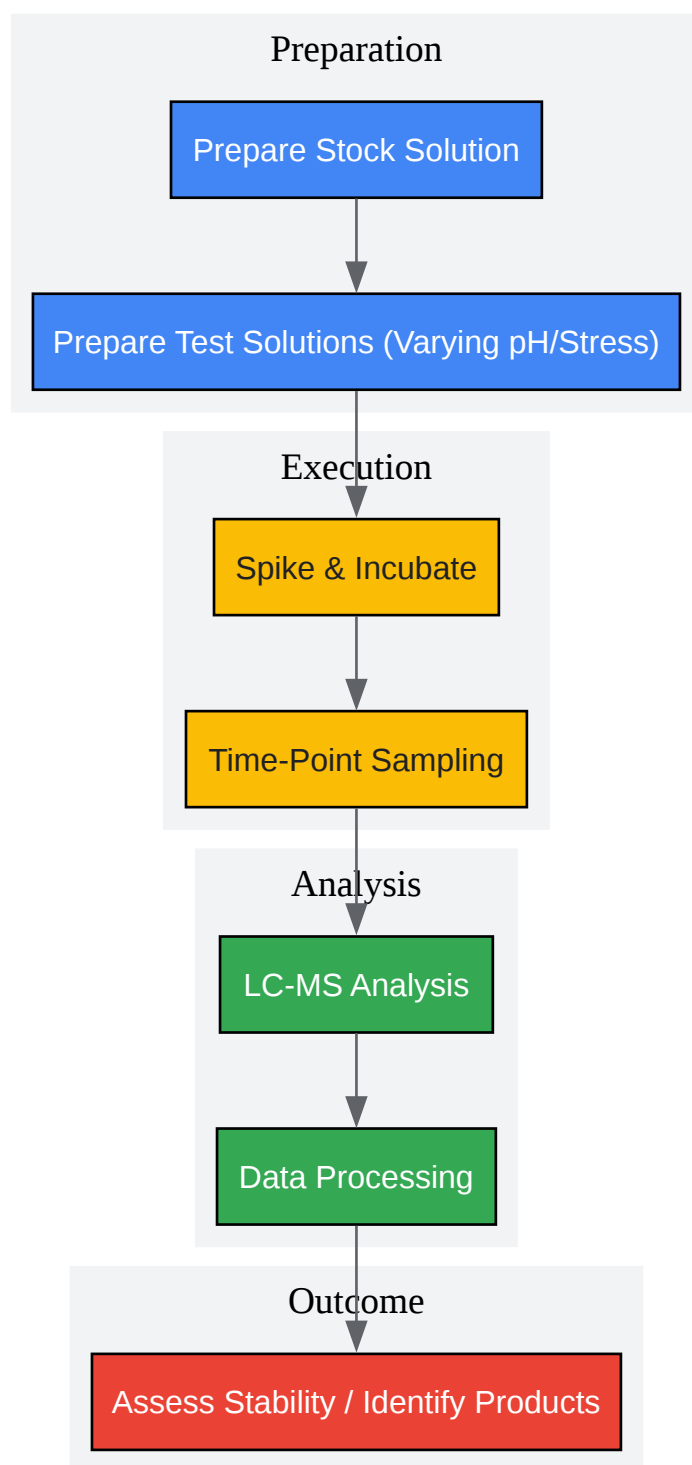 Preparation
Prepare Stock Solution
Prepare Test Solutions (Varying pH/Stress)
Execution
Spike & Incubate
Time-Point Sampling
Analysis
LC-MS Analysis
Data Processing
Outcome
Assess Stability / Identify Products